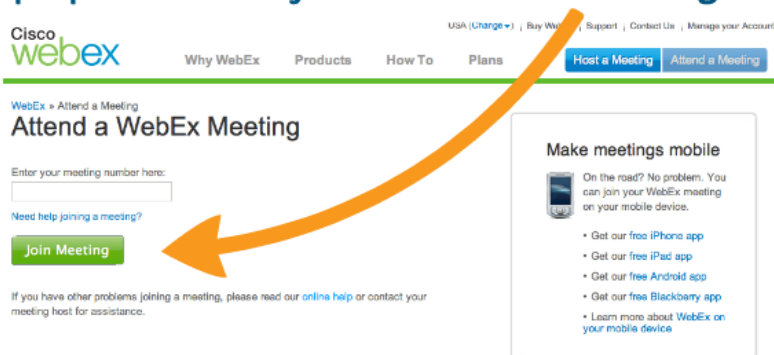 USA (Change ▾) | Buy | Support | Contact Us | Manage your Account
Cisco
webex
Why WebEx Products How To Plans
Host a Meeting Attend a Meeting
WebEx » Attend a Meeting
Attend a WebEx Meeting
Enter your meeting number here:
Need help joining a meeting?
Join Meeting
If you have other problems joining a meeting, please read our online help or contact your
meeting host for assistance.
Make meetings mobile
On the road? No problem. You
can join your WebEx meeting
on your mobile device.
• Get our free iPhone app
• Get our free iPad app
• Get our free Android app
• Get our free Blackberry app
• Learn more about WebEx on
your mobile device